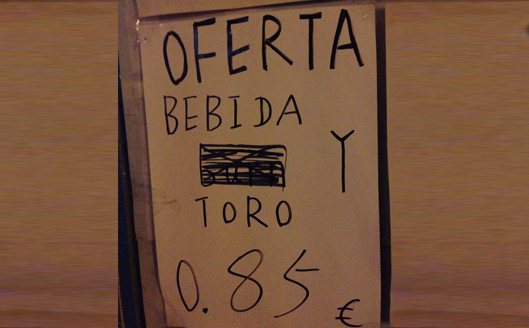 OFERTA
BEBIDA
Y
TORO
0.85
€